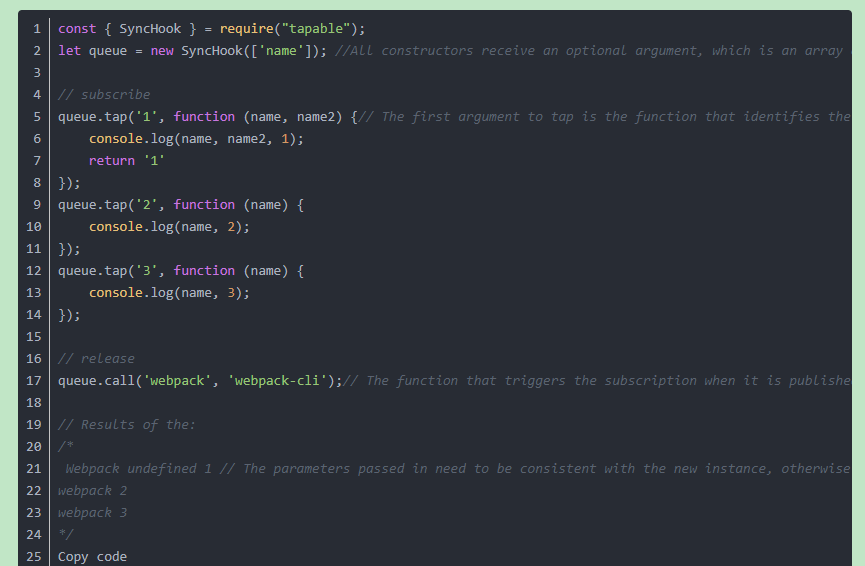 1 const { SyncHook } = require("tapable");
2 let queue = new SyncHook(['name']); //All constructors receive an optional argument, which is an array
3
4 // subscribe
5 queue.tap('1', function (name, name2) {// The first argument to tap is the function that identifies the
6 console.log(name, name2, 1);
7 return '1'
8 });
9 queue.tap('2', function (name) {
10 console.log(name, 2);
11 });
12 queue.tap('3', function (name) {
13 console.log(name, 3);
14 });
15
16 // release
17 queue.call('webpack', 'webpack-cli');// The function that triggers the subscription when it is publishe
18
19 // Results of the:
20 /*
21 Webpack undefined 1 // The parameters passed in need to be consistent with the new instance, otherwise
22 webpack 2
23 webpack 3
24 */
25 Copy code